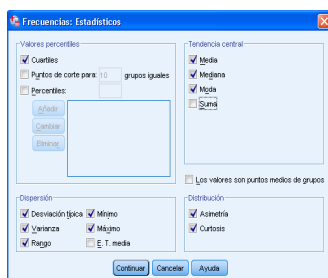 Frecuencias: Estadísticos
Valores percentiles
Cuartiles
Puntos de corte para: 10 grupos iguales
Percentiles:
Añadir
Cambiar
Eliminar
Tendencia central
Media
Mediana
Moda
Suma
Los valores son puntos medios de grupos
Dispersión
Desviación típica Mínimo
Varianza Máximo
Rango E. T. media
Distribución
Asimetría
Curtosis
Continuar Cancelar Ayuda